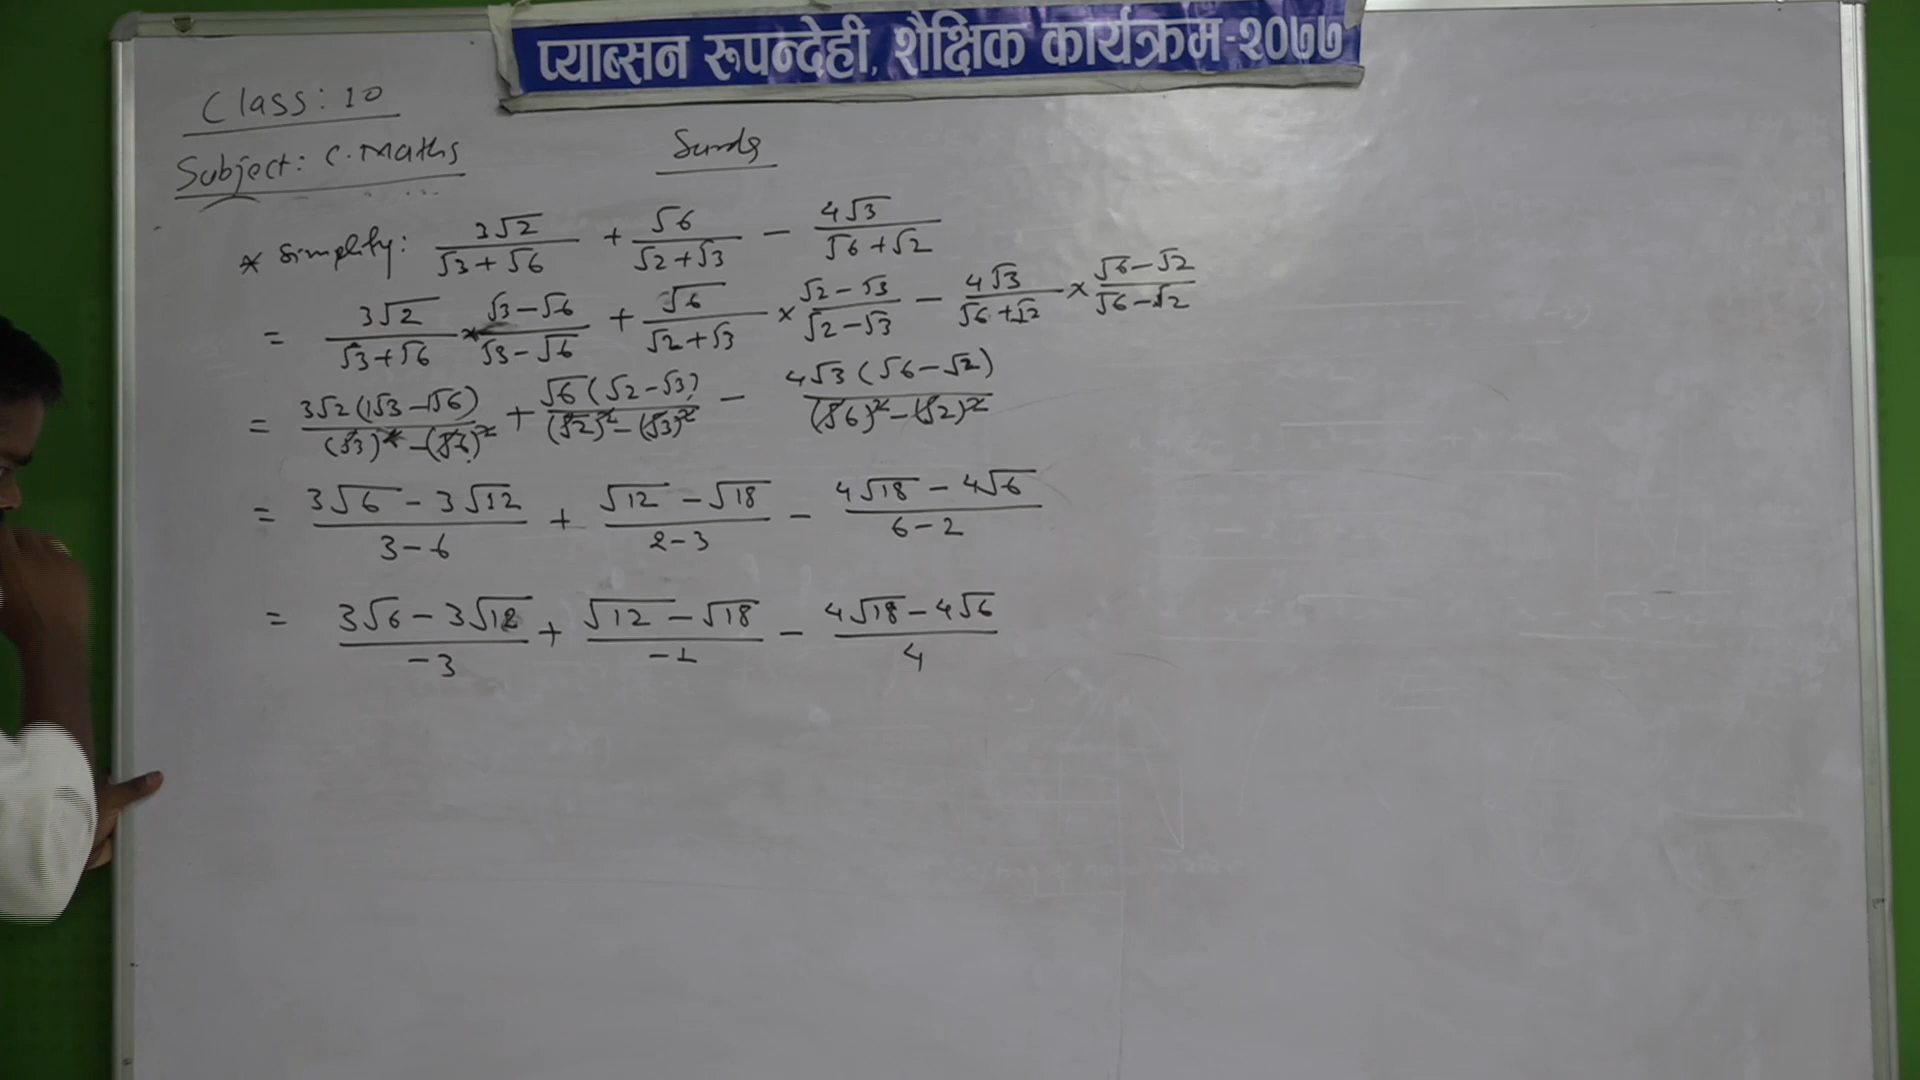 प्याब्सन रुपन्देही, शैक्षिक कार्यक्रम-२०७७
Class: 10
Subject: C. Maths
Surds
* Simplify: 3√2/(√3+√6) + √6/(√2+√3) − 4√3/(√6+√2)
= 3√2/(√3+√6) × (√3−√6)/(√3−√6) + √6/(√2+√3) × (√2−√3)/(√2−√3) − 4√3/(√6+√2) × (√6−√2)/(√6−√2)
= 3√2(√3−√6)/((√3)²−(√6)²) + √6(√2−√3)/((√2)²−(√3)²) − 4√3(√6−√2)/((√6)²−(√2)²)
= (3√6−3√12)/(3−6) + (√12−√18)/(2−3) − (4√18−4√6)/(6−2)
= (3√6−3√12)/(−3) + (√12−√18)/(−1) − (4√18−4√6)/4